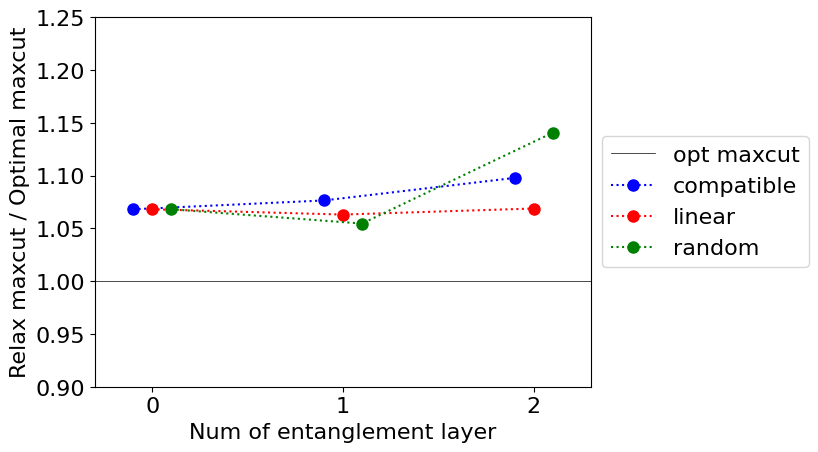 Relax maxcut / Optimal maxcut
1.25
1.20
1.15
1.10
1.05
1.00
0.95
0.90
0 1 2
Num of entanglement layer
opt maxcut
compatible
linear
random